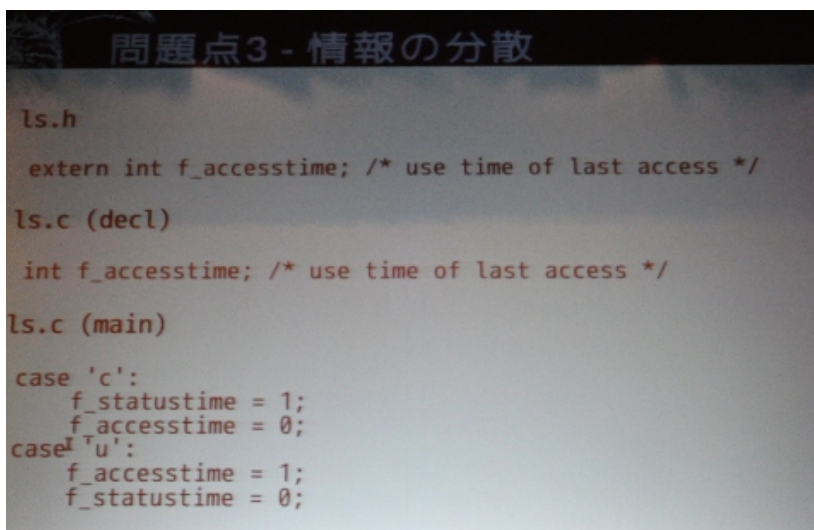 問題点3 - 情報の分散
ls.h
extern int f_accesstime; /* use time of last access */
ls.c (decl)
int f_accesstime; /* use time of last access */
ls.c (main)
case 'c':
f_statustime = 1;
f_accesstime = 0;
case 'u':
f_accesstime = 1;
f_statustime = 0;